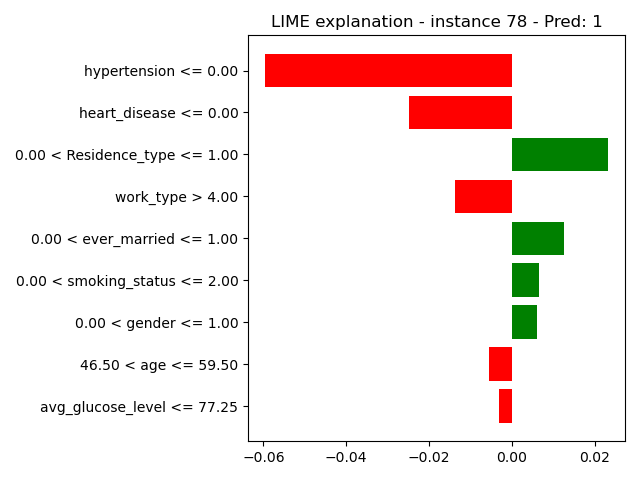 LIME explanation - instance 78 - Pred: 1
hypertension <= 0.00
heart_disease <= 0.00
0.00 < Residence_type <= 1.00
work_type > 4.00
0.00 < ever_married <= 1.00
0.00 < smoking_status <= 2.00
0.00 < gender <= 1.00
46.50 < age <= 59.50
avg_glucose_level <= 77.25
−0.06 −0.04 −0.02 0.00 0.02